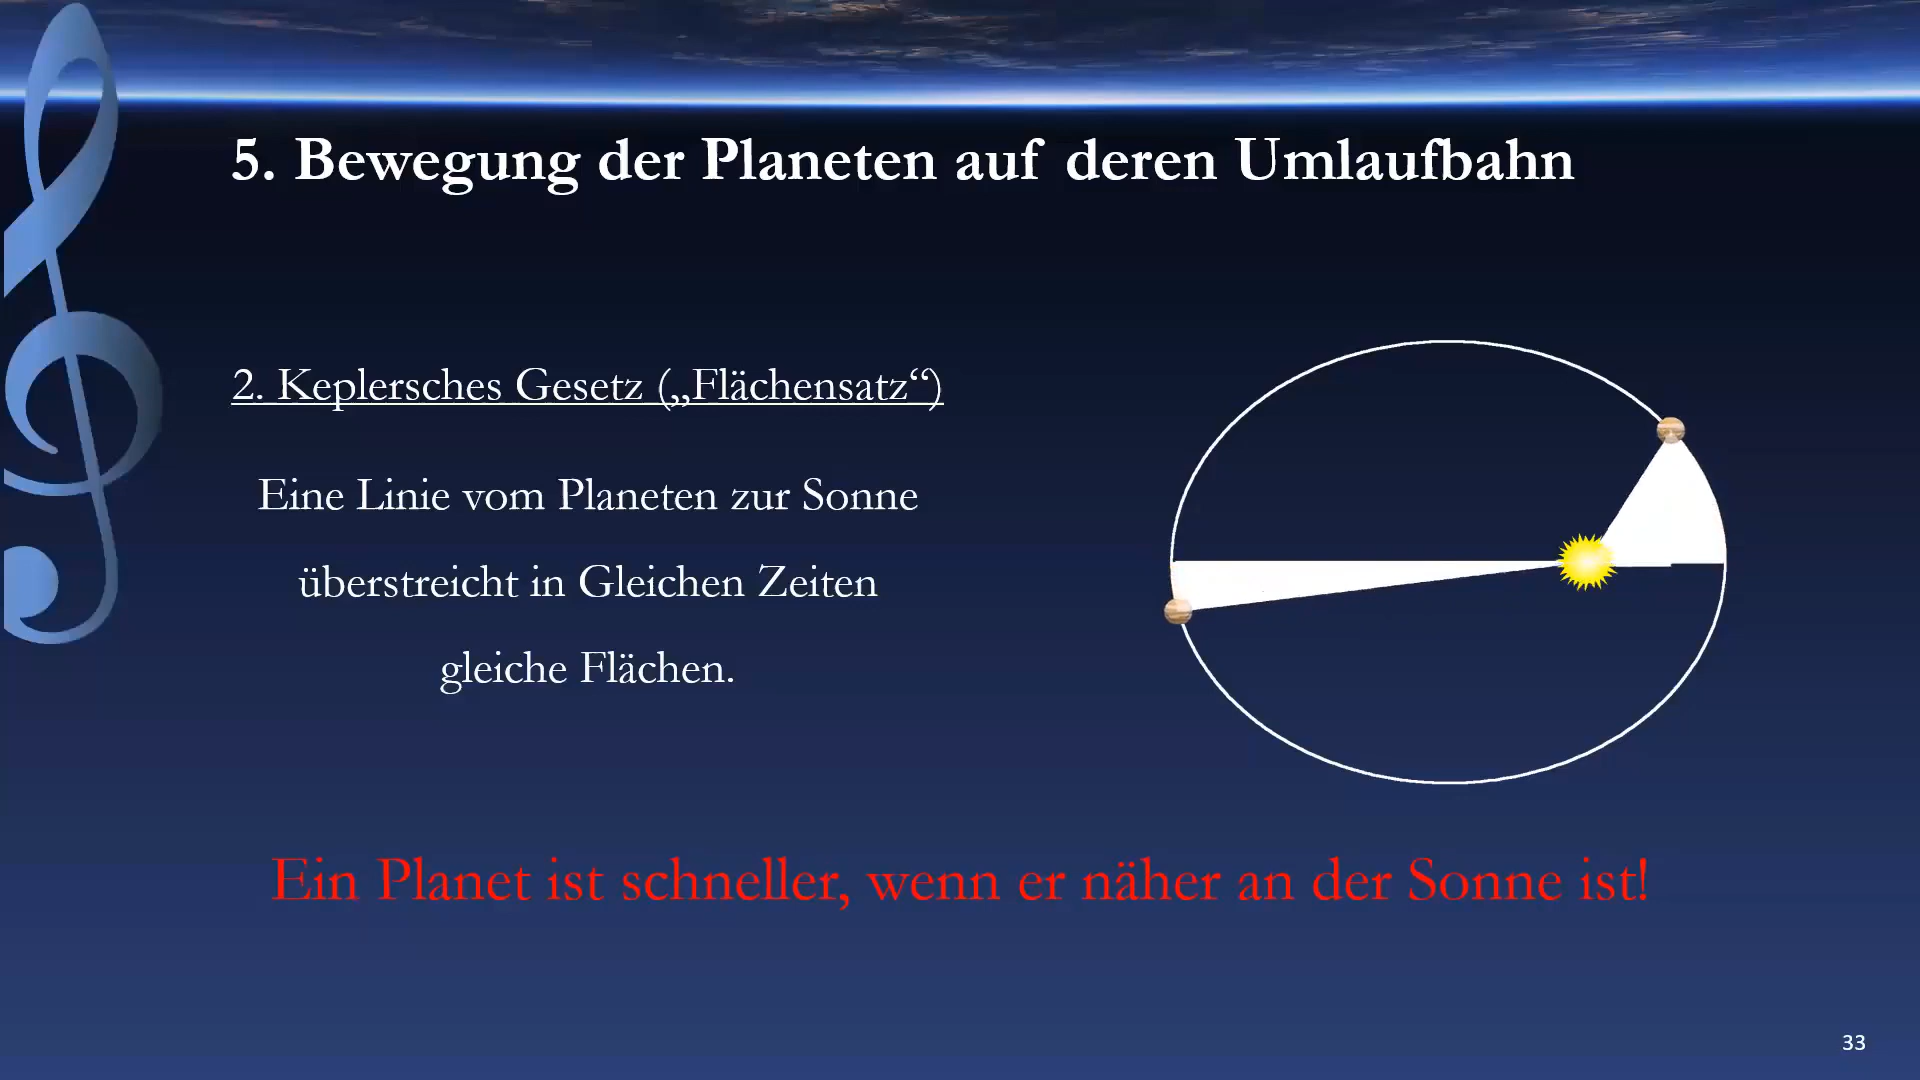 5. Bewegung der Planeten auf deren Umlaufbahn
2. Keplersches Gesetz („Flächensatz“)
Eine Linie vom Planeten zur Sonne
überstreicht in Gleichen Zeiten
gleiche Flächen.
Ein Planet ist schneller, wenn er näher an der Sonne ist!
33